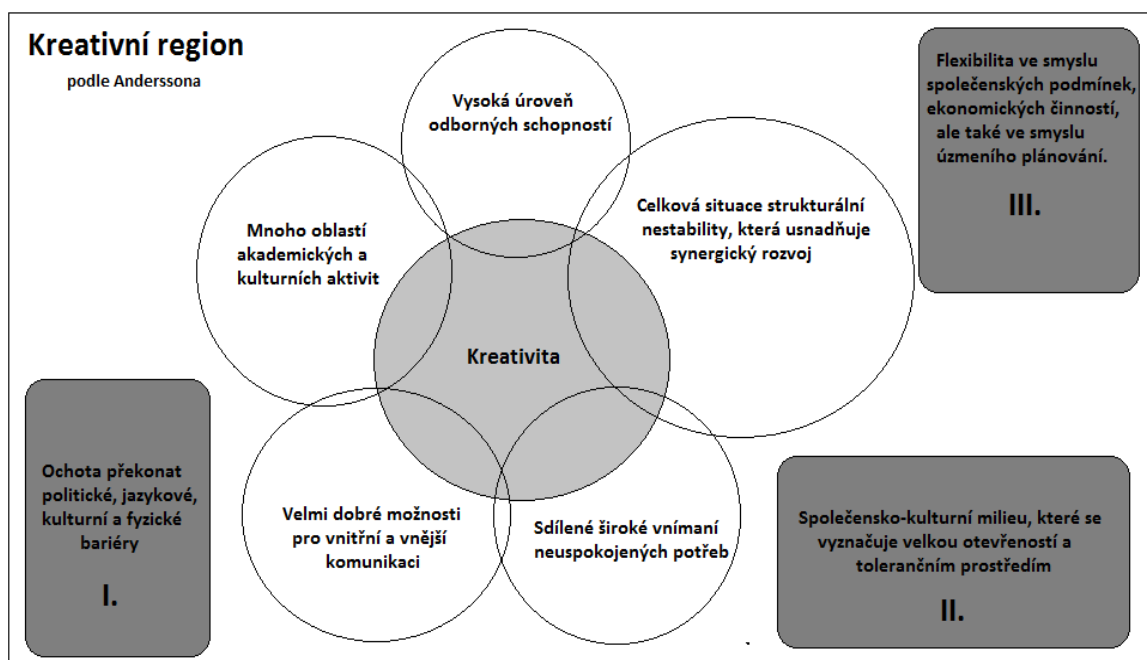 Kreativní region
podle Anderssona
Vysoká úroveň
odborných schopností
Flexibilita ve smyslu
společenských podmínek,
ekonomických činností,
ale také ve smyslu
úzmeního plánování.
III.
Mnoho oblastí
akademických a
kulturních aktivit
Celková situace strukturální
nestability, která usnadňuje
synergický rozvoj
Kreativita
Ochota překonat
politické, jazykové,
kulturní a fyzické
bariéry
I.
Velmi dobré možnosti
pro vnitřní a vnější
komunikaci
Sdílené široké vnímaní
neuspokojených potřeb
Společensko-kulturní milieu, které se
vyznačuje velkou otevřeností a
tolerančním prostředím
II.